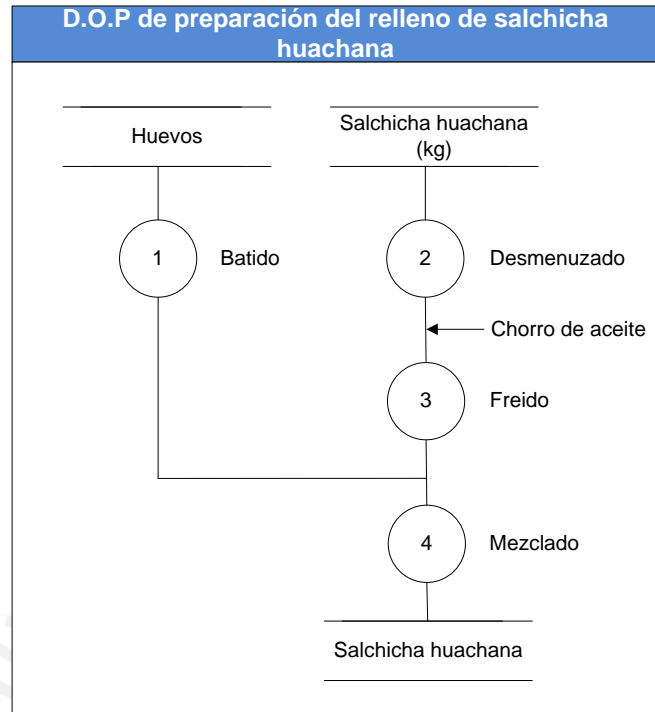 D.O.P de preparación del relleno de salchicha
huachana
Huevos
Salchicha huachana
(kg)
1
Batido
2
Desmenuzado
Chorro de aceite
3
Freido
4
Mezclado
Salchicha huachana